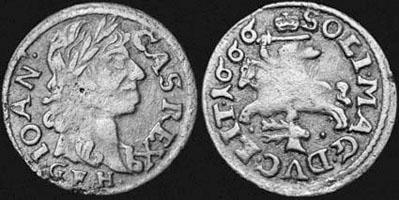 IOAN · CAS REX
GFH
SOLI · MAG · DVC · LIT 1666